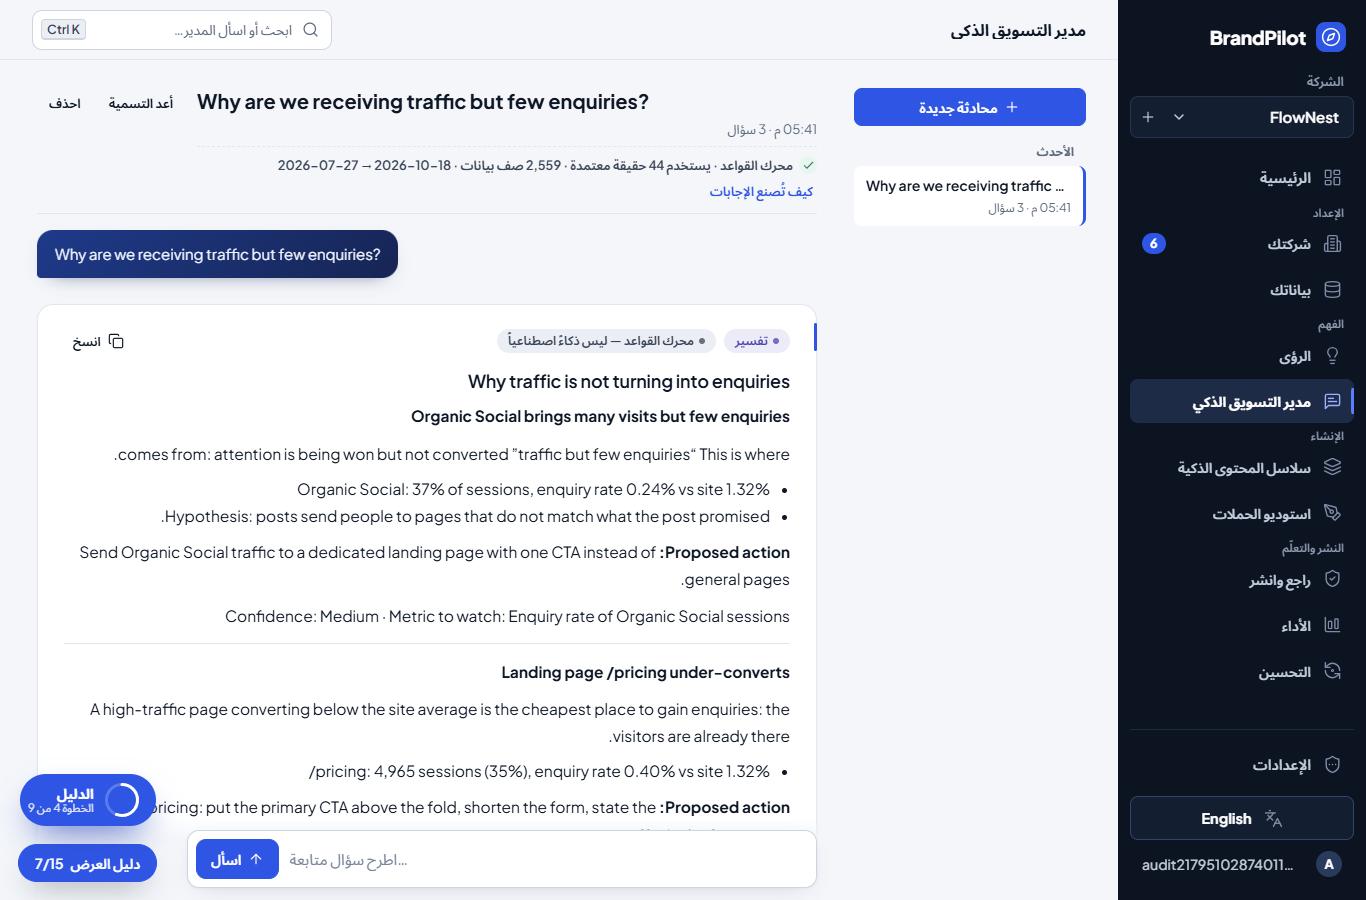 BrandPilot
الشركة
FlowNest
الرئيسية
الإعداد
شركتك
6
بياناتك
الفهم
الرؤى
مدير التسويق الذكي
الإنشاء
سلاسل المحتوى الذكية
استوديو الحملات
النشر والتعلّم
راجع وانشر
الأداء
التحسين
الإعدادات
English
audit21795102874011…
A
مدير التسويق الذكي
ابحث أو اسأل المدير…
Ctrl K
محادثة جديدة
الأحدث
Why are we receiving traffic …
05:41 م · 3 سؤال
Why are we receiving traffic but few enquiries?
أعد التسمية
احذف
05:41 م · 3 سؤال
محرك القواعد · يستخدم 44 حقيقة معتمدة · 2,559 صف بيانات · 2026-07-27 → 2026-10-18
كيف تُصنع الإجابات
Why are we receiving traffic but few enquiries?
تفسير
محرك القواعد — ليس ذكاءً اصطناعياً
انسخ
Why traffic is not turning into enquiries
Organic Social brings many visits but few enquiries
.comes from: attention is being won but not converted ”traffic but few enquiries“ This is where
Organic Social: 37% of sessions, enquiry rate 0.24% vs site 1.32%
.Hypothesis: posts send people to pages that do not match what the post promised
Send Organic Social traffic to a dedicated landing page with one CTA instead of :Proposed action
.general pages
Confidence: Medium · Metric to watch: Enquiry rate of Organic Social sessions
Landing page /pricing under-converts
A high-traffic page converting below the site average is the cheapest place to gain enquiries: the
.visitors are already there
/pricing: 4,965 sessions (35%), enquiry rate 0.40% vs site 1.32%
pricing: put the primary CTA above the fold, shorten the form, state the :Proposed action
اطرح سؤال متابعة…
اسأل
الدليل
الخطوة 4 من 9
دليل العرض 7/15